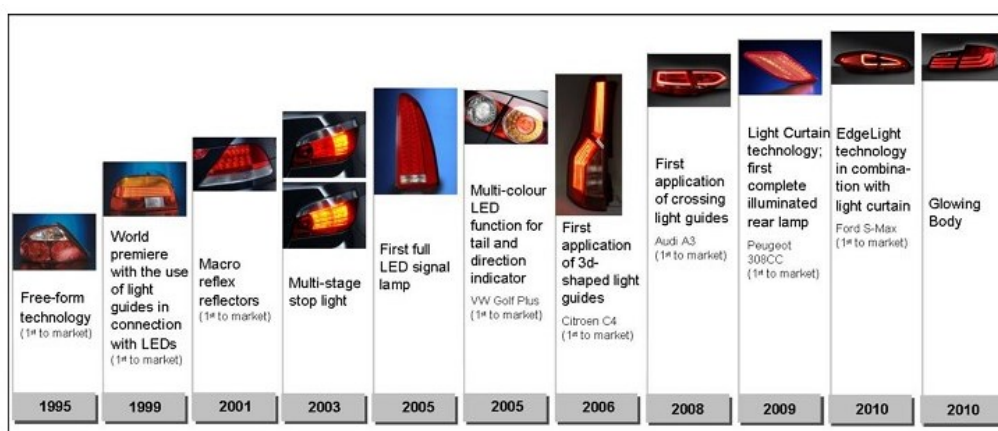 Free-form
technology
(1st to market)
1995
World
premiere
with the use
of light
guides in
connection
with LEDs
(1st to market)
1999
Macro
reflex
reflectors
(1st to market)
2001
Multi-stage
stop light
2003
First full
LED signal
lamp
2005
Multi-colour
LED
function for
tail and
direction
indicator
VW Golf Plus
(1st to market)
2005
First
application
of 3d-
shaped light
guides
Citroen C4
(1st to market)
2006
First
application
of crossing
light guides
Audi A3
(1st to market)
2008
Light Curtain
technology;
first
complete
illuminated
rear lamp
Peugeot
308CC
(1st to market)
2009
EdgeLight
technology
in combina-
tion with
light curtain
Ford S-Max
(1st to market)
2010
Glowing
Body
2010